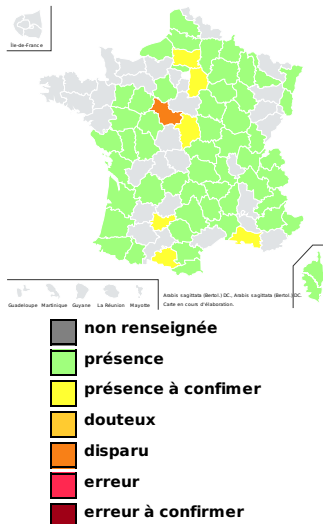 Île-de-France
Guadeloupe Martinique Guyane La Réunion Mayotte
Arabis sagittata (Bertol.) DC., Arabis sagittata (Bertol.) DC.
Carte en cours d'élaboration.
non renseignée
présence
présence à confimer
douteux
disparu
erreur
erreur à confirmer